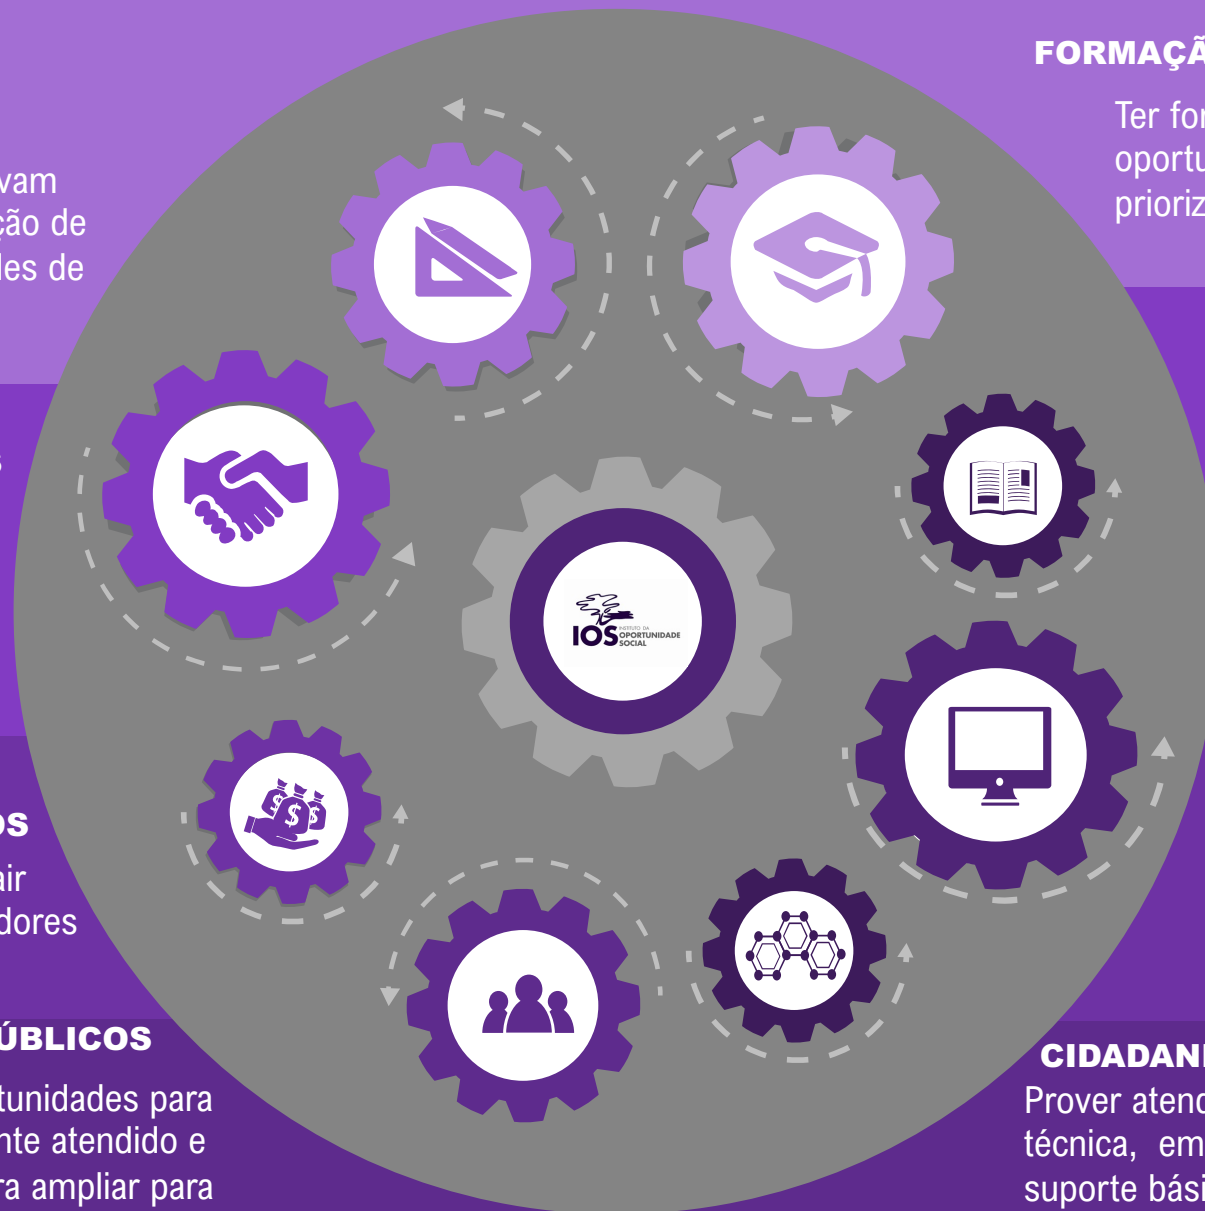 FORMAÇÃ
Ter for
oportu
prioriz
vam
ção de
des de
s
INSTITUTO DA
IOS OPORTUNIDADE
SOCIAL
OS
air
dores
ÚBLICOS
tunidades para
nte atendido e
ra ampliar para
CIDADANI
Prover atend
técnica, em
suporte bási